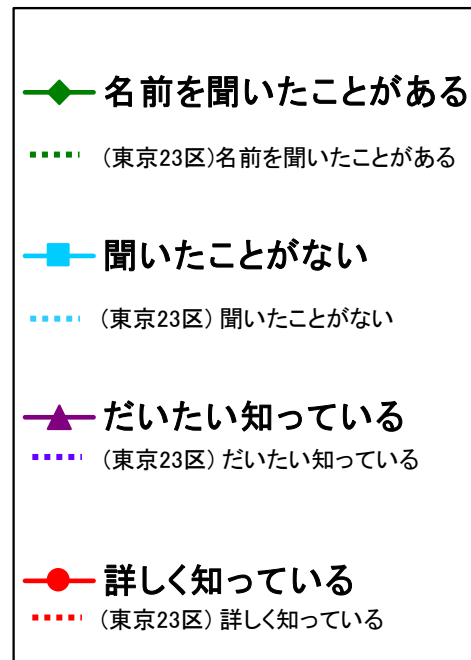 名前を聞いたことがある
(東京23区)名前を聞いたことがある
聞いたことがない
(東京23区) 聞いたことがない
だいたい知っている
(東京23区) だいたい知っている
詳しく知っている
(東京23区) 詳しく知っている